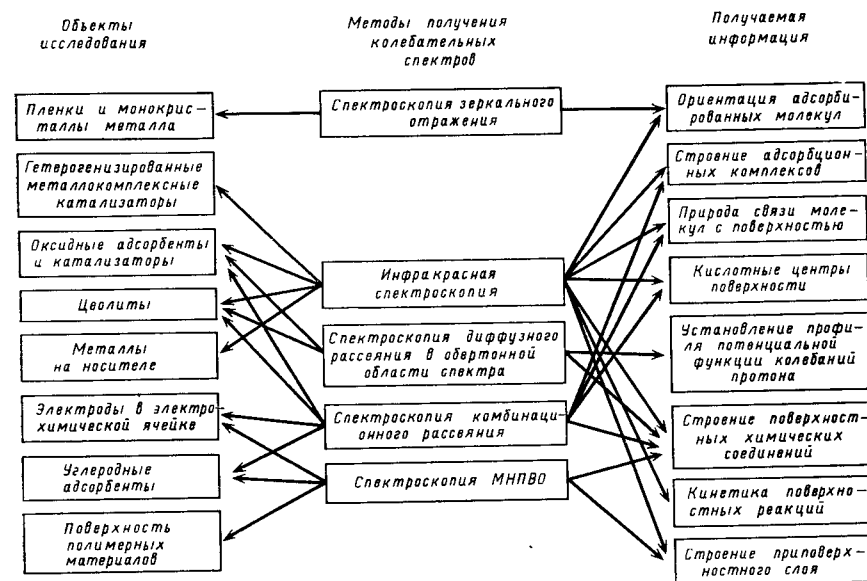 Объекты
исследования
Методы получения
колебательных
спектров
Получаемая
информация
Пленки и монокрис-
таллы металла
Гетерогенизированные
металлокомплексные
катализаторы
Оксидные адсорбенты
и катализаторы
Цволиты
Металлы
на носителе
Электроды в электро-
химической ячейке
Углеродные
адсорбенты
Поверхность
полимерных
материалов
Спектроскопия зеркального
отражения
Инфракрасная
спектроскопия
Спектроскопия диффузного
рассеяния в обертонной
области спектра
Спектроскопия комбинаци-
онного рассеяния
Спектроскопия МНПВО
Ориентация адсорби-
рованных молекул
Строение адсорбцион-
ных комплексов
Природа связи моле-
кул с поверхностью
Кислотные центры
поверхности
Установление профи-
ля потенциальной
функции колебаний
протона
Строение поверхност-
ных химических
соединений
Кинетика поверхно-
стных реакций
Строение приповерх-
ностного слоя